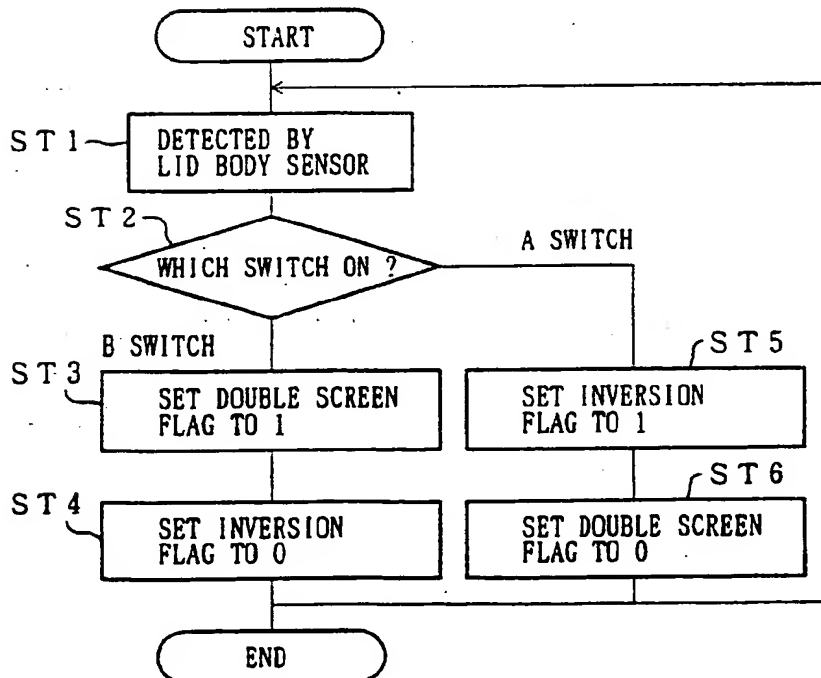 START
ST1
DETECTED BY
LID BODY SENSOR
ST2
WHICH SWITCH ON ?
A SWITCH
B SWITCH
ST3
SET DOUBLE SCREEN
FLAG TO 1
ST5
SET INVERSION
FLAG TO 1
ST4
SET INVERSION
FLAG TO 0
ST6
SET DOUBLE SCREEN
FLAG TO 0
END